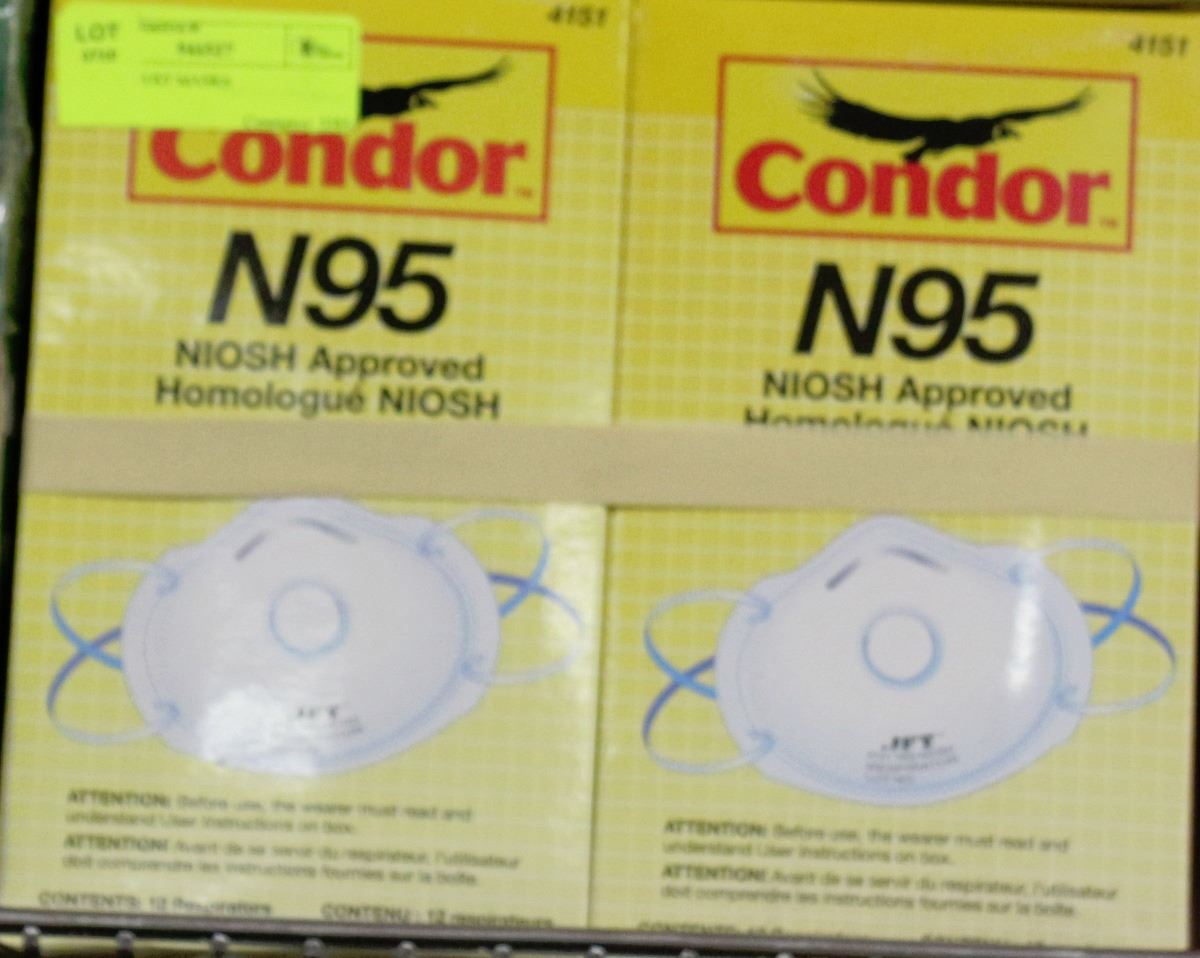 LOT
4151
Condor
N95
NIOSH Approved
Homologué NIOSH
ATTENTION: Before use, the wearer must read and
understand User Instructions on box.
ATTENTION! Avant de se servir du respirateur, l'utilisateur
doit comprendre les instructions fournies sur la boîte.
CONTENTS: 12 Respirators CONTENU: 12 respirateurs
4151
Condor
N95
NIOSH Approved
Homologué NIOSH
JFT
ATTENTION: Before use, the wearer must read and
understand User Instructions on box.
ATTENTION! Avant de se servir du respirateur, l'utilisateur
doit comprendre les instructions fournies sur la boîte.